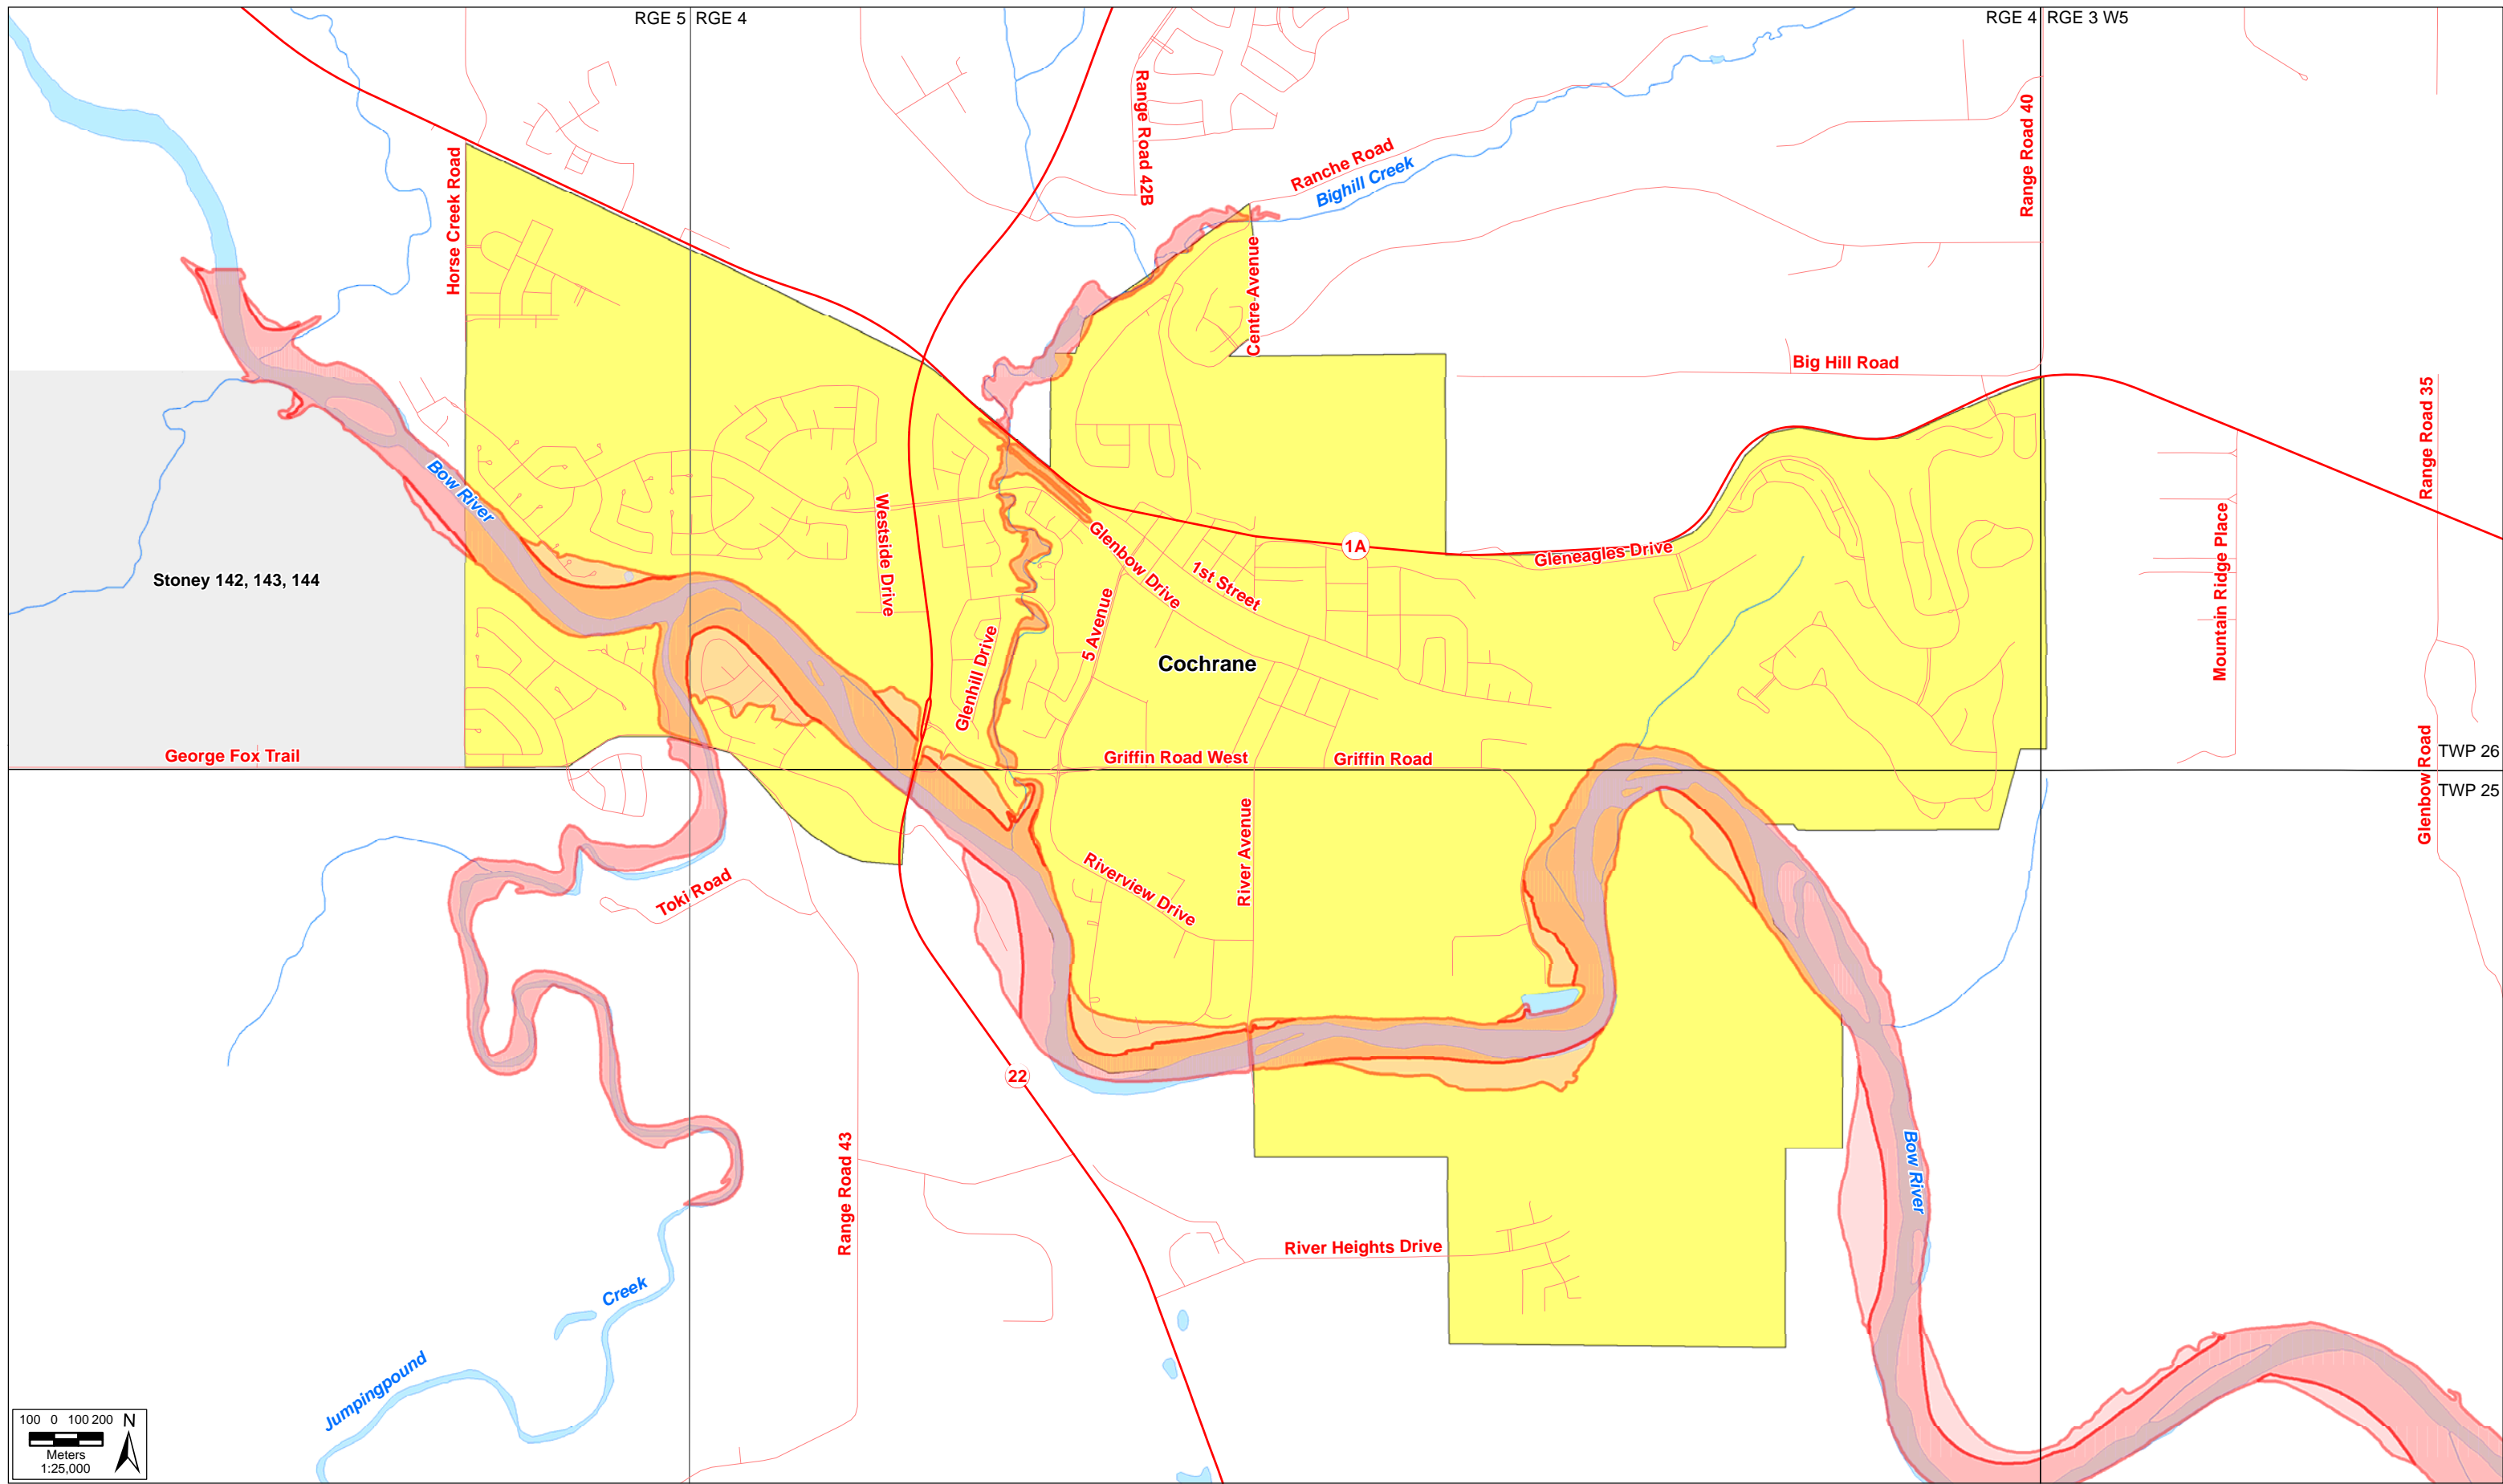 RGE 5
RGE 4
RGE 4
RGE 3 W5
Range Road 42B
Range Road 40
Horse Creek Road
Ranche Road
Bighill Creek
Centre Avenue
Big Hill Road
Range Road 35
Bow River
Westside Drive
Glenbow Drive
1st Street
1A
Gleneagles Drive
Mountain Ridge Place
Stoney 142, 143, 144
5 Avenue
Glenhill Drive
Cochrane
George Fox Trail
Griffin Road West
Griffin Road
TWP 26
TWP 25
Glenbow Road
Toki Road
Riverview Drive
River Avenue
22
Range Road 43
Bow River
River Heights Drive
Creek
Jumpingpound
100 0 100 200 N
Meters
1:25,000